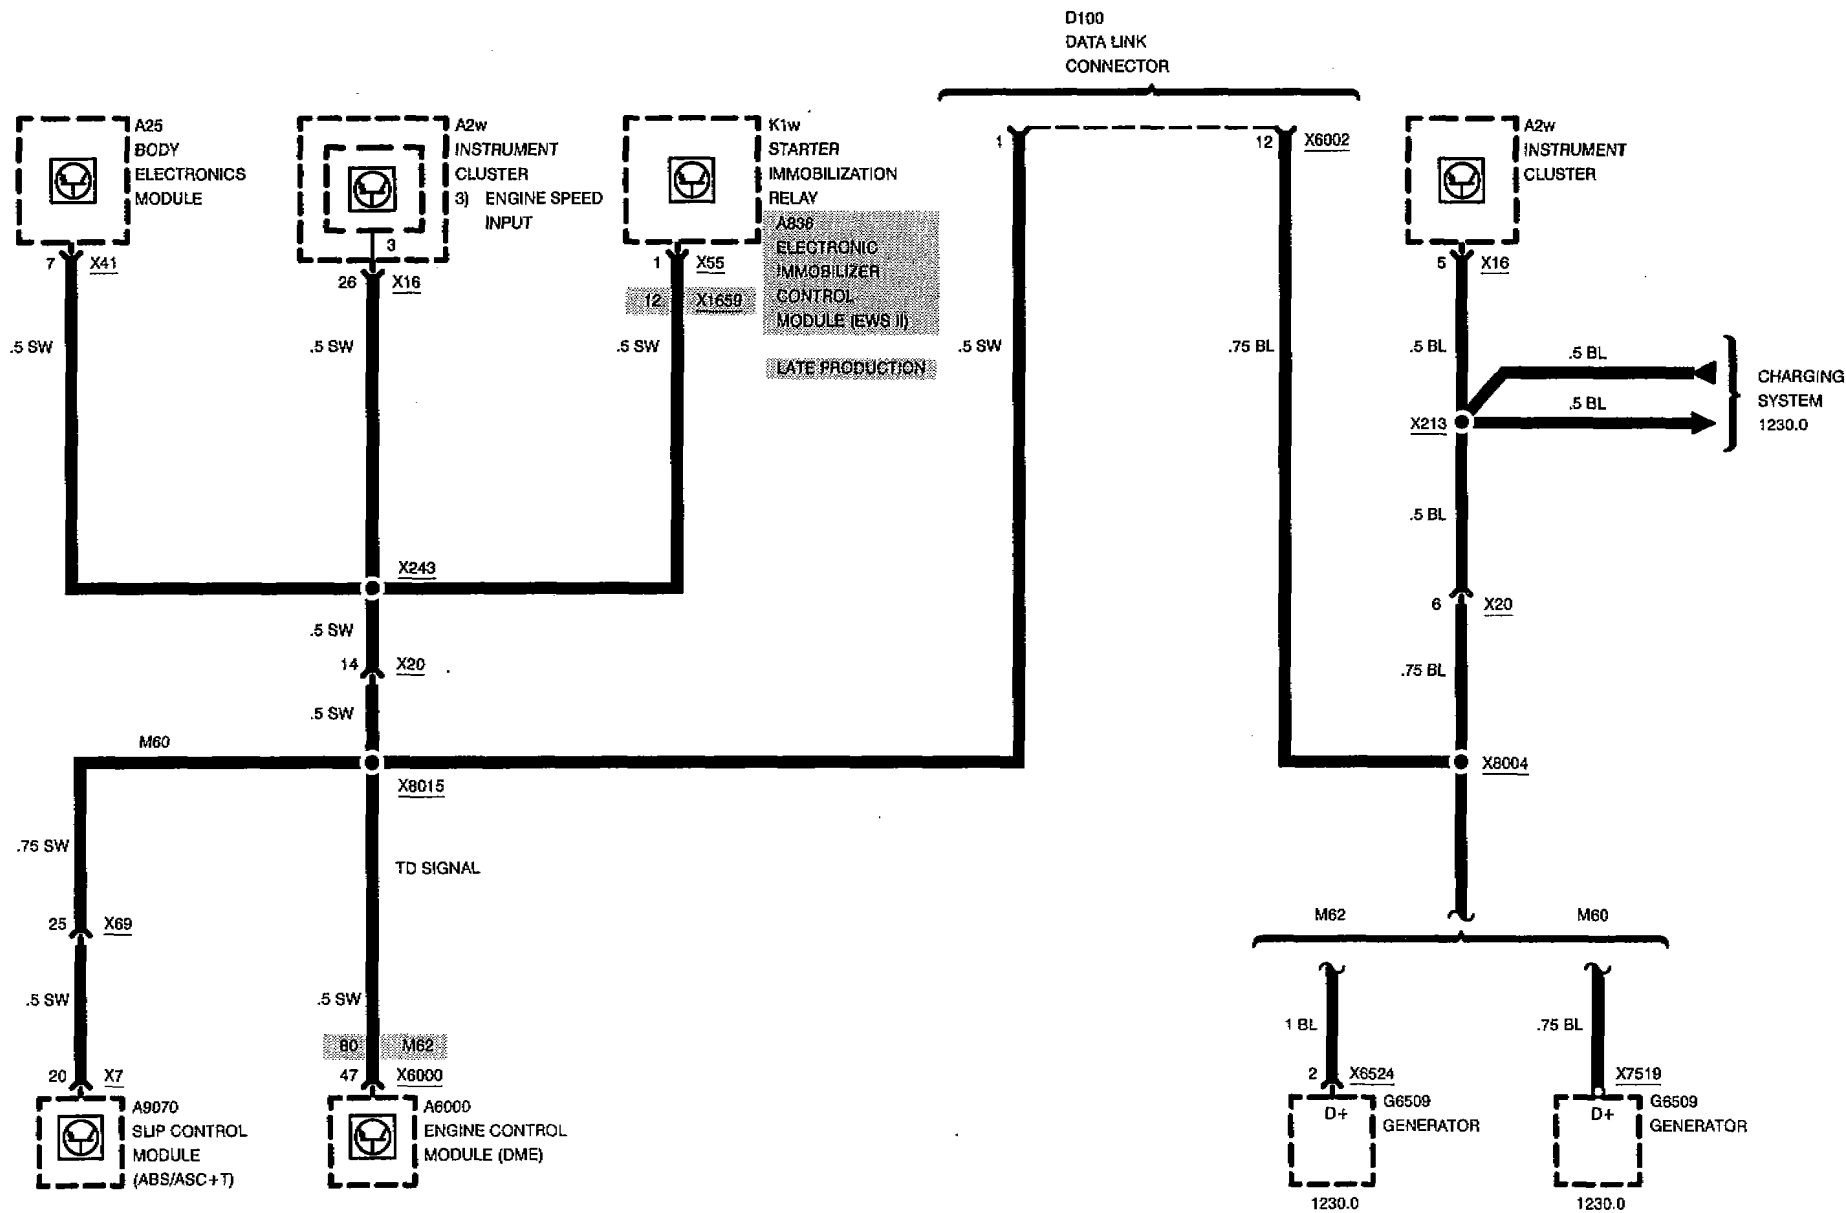 D100
DATA LINK
CONNECTOR
A25
BODY
ELECTRONICS
MODULE
7 X41
.5 SW
A2w
INSTRUMENT
CLUSTER
3) ENGINE SPEED
INPUT
3
26 X16
.5 SW
K1w
STARTER
IMMOBILIZATION
RELAY
A836
ELECTRONIC
IMMOBILIZER
CONTROL
MODULE (EWS II)
LATE PRODUCTION
1 X55
12 X1659
.5 SW
1
.5 SW
12 X6002
.75 BL
A2w
INSTRUMENT
CLUSTER
5 X16
.5 BL
.5 BL
.5 BL
CHARGING
SYSTEM
1230.0
X213
.5 BL
6 X20
.75 BL
X8004
X243
.5 SW
14 X20
.5 SW
M60
X8015
.75 SW
TD SIGNAL
25 X69
.5 SW
.5 SW
80 M62
20 X7
47 X6000
A9070
SLIP CONTROL
MODULE
(ABS/ASC+T)
A6000
ENGINE CONTROL
MODULE (DME)
M62
M60
1 BL
.75 BL
2 X6524
X7519
D+
G6509
GENERATOR
1230.0
D+
G6509
GENERATOR
1230.0